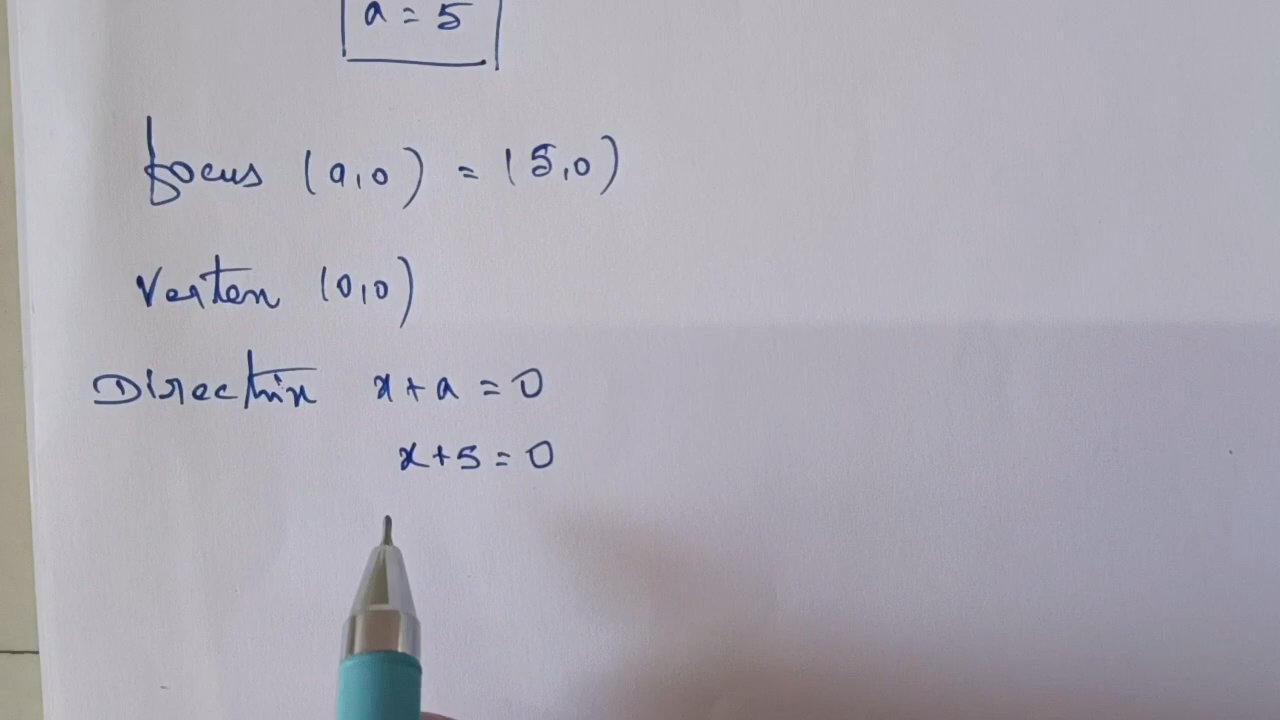 a = 5
focus (a,0) = (5,0)
Vertex (0,0)
Directrix x+a=0
x+5=0